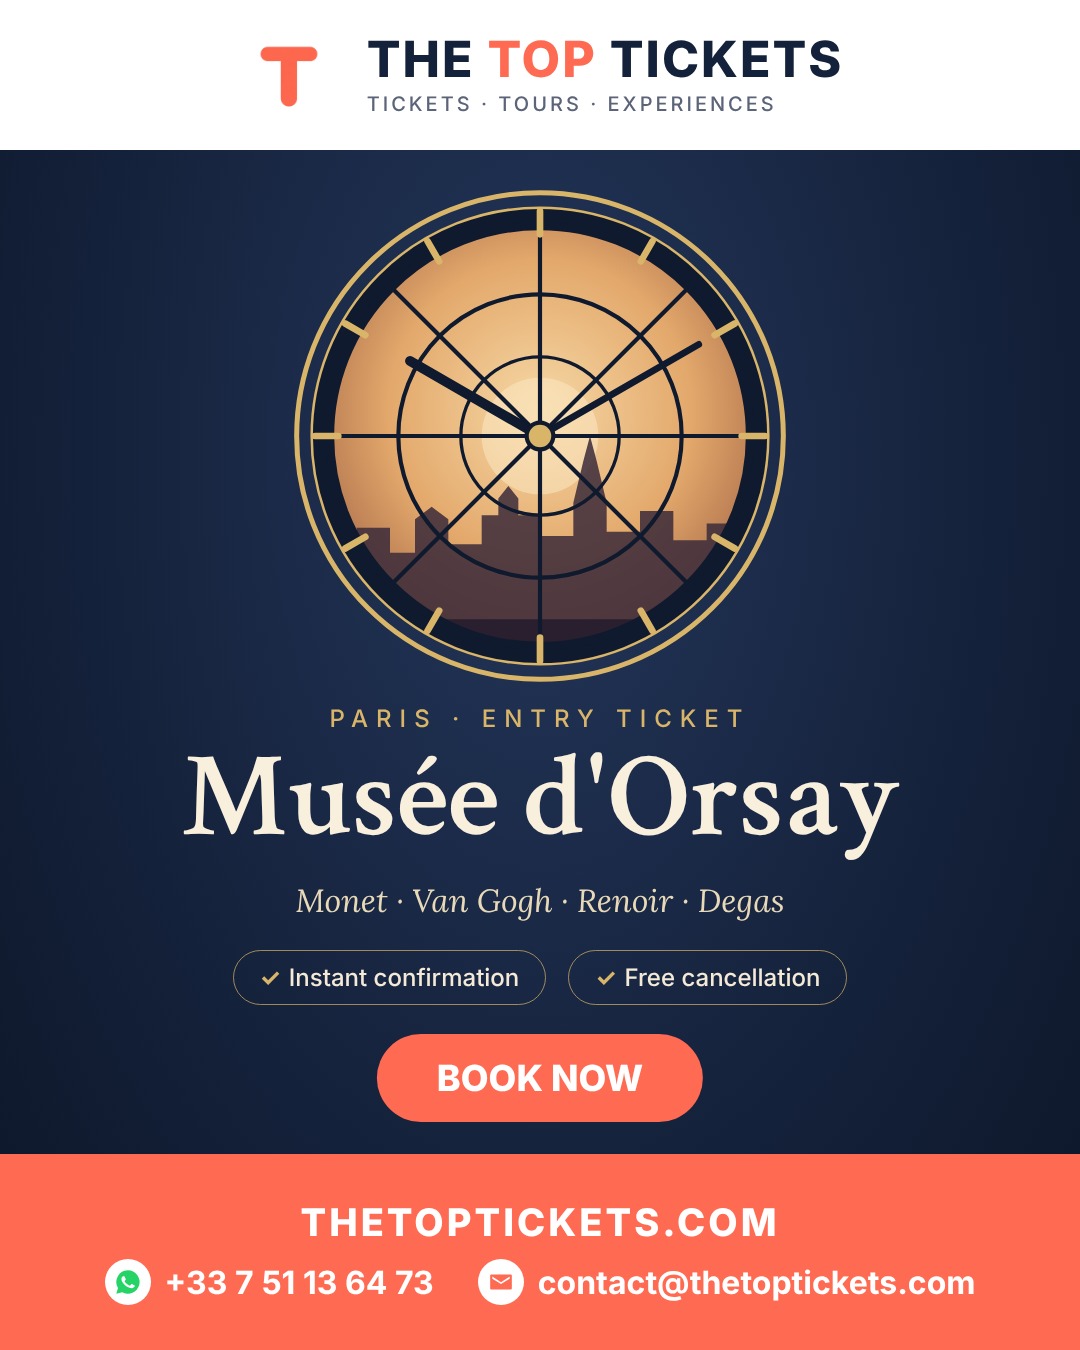 THE TOP TICKETS
TICKETS · TOURS · EXPERIENCES
PARIS · ENTRY TICKET
Musée d'Orsay
Monet · Van Gogh · Renoir · Degas
✓ Instant confirmation
✓ Free cancellation
BOOK NOW
THETOPTICKETS.COM
+33 7 51 13 64 73
contact@thetoptickets.com